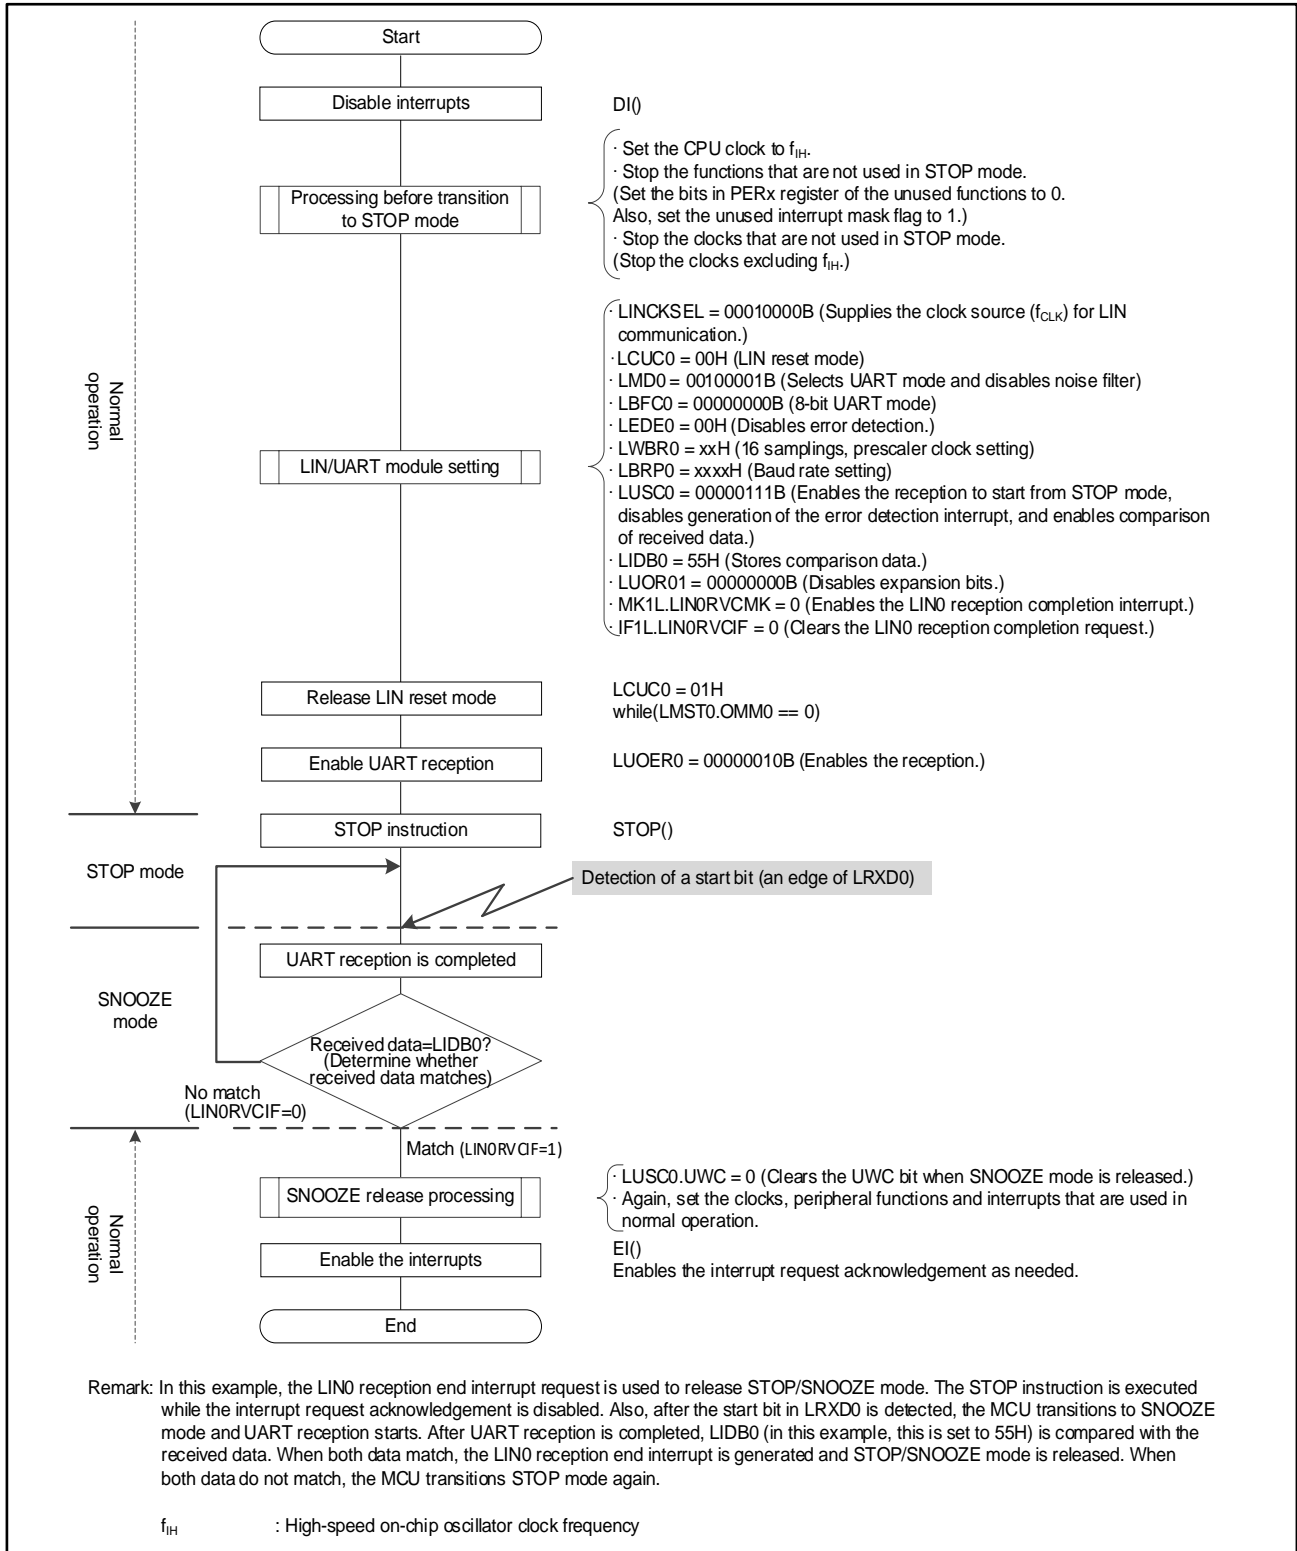 Start
Disable interrupts
DI()
Processing before transition
to STOP mode
· Set the CPU clock to fIH.
· Stop the functions that are not used in STOP mode.
(Set the bits in PERx register of the unused functions to 0.
Also, set the unused interrupt mask flag to 1.)
· Stop the clocks that are not used in STOP mode.
(Stop the clocks excluding fIH.)
Normal
operation
LIN/UART module setting
· LINCKSEL = 00010000B (Supplies the clock source (fCLK) for LIN
communication.)
· LCUC0 = 00H (LIN reset mode)
· LMD0 = 00100001B (Selects UART mode and disables noise filter)
· LBFC0 = 00000000B (8-bit UART mode)
· LEDE0 = 00H (Disables error detection.)
· LWBR0 = xxH (16 samplings, prescaler clock setting)
· LBRP0 = xxxxH (Baud rate setting)
· LUSC0 = 00000111B (Enables the reception to start from STOP mode,
disables generation of the error detection interrupt, and enables comparison
of received data.)
· LIDB0 = 55H (Stores comparison data.)
· LUOR01 = 00000000B (Disables expansion bits.)
· MK1L.LIN0RVCMK = 0 (Enables the LIN0 reception completion interrupt.)
· IF1L.LIN0RVCIF = 0 (Clears the LIN0 reception completion request.)
Release LIN reset mode
LCUC0 = 01H
while(LMST0.OMM0 == 0)
Enable UART reception
LUOER0 = 00000010B (Enables the reception.)
STOP instruction
STOP()
STOP mode
Detection of a start bit (an edge of LRXD0)
UART reception is completed
SNOOZE
mode
Received data=LIDB0?
(Determine whether
received data matches)
No match
(LIN0RVCIF=0)
Match (LIN0RVCIF=1)
Normal
operation
SNOOZE release processing
· LUSC0.UWC = 0 (Clears the UWC bit when SNOOZE mode is released.)
· Again, set the clocks, peripheral functions and interrupts that are used in
normal operation.
Enable the interrupts
EI()
Enables the interrupt request acknowledgement as needed.
End
Remark: In this example, the LIN0 reception end interrupt request is used to release STOP/SNOOZE mode. The STOP instruction is executed
while the interrupt request acknowledgement is disabled. Also, after the start bit in LRXD0 is detected, the MCU transitions to SNOOZE
mode and UART reception starts. After UART reception is completed, LIDB0 (in this example, this is set to 55H) is compared with the
received data. When both data match, the LIN0 reception end interrupt is generated and STOP/SNOOZE mode is released. When
both data do not match, the MCU transitions STOP mode again.
fIH : High-speed on-chip oscillator clock frequency